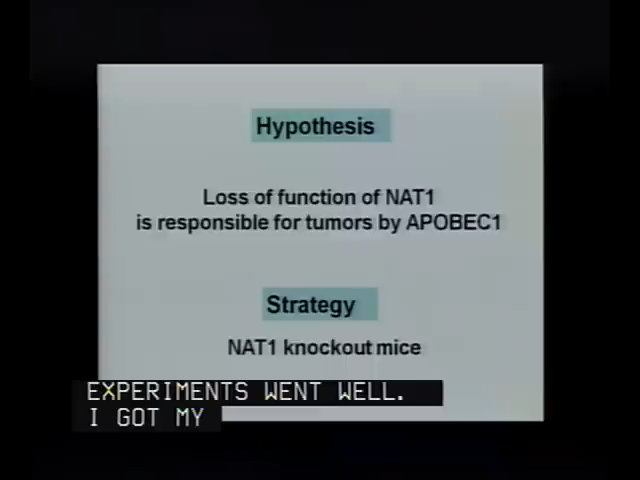 Hypothesis
Loss of function of NAT1
is responsible for tumors by APOBEC1
Strategy
NAT1 knockout mice
EXPERIMENTS WENT WELL.
I GOT MY